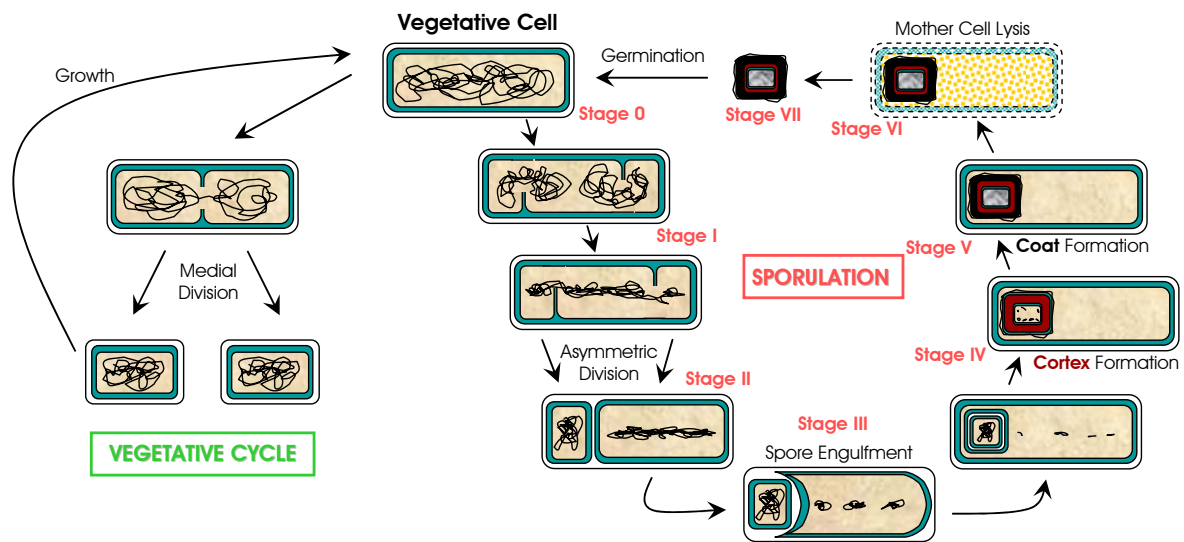 Vegetative Cell
Mother Cell Lysis
Growth
Germination
Stage 0
Stage VII
Stage VI
Stage I
Stage V
Coat Formation
Medial
Division
SPORULATION
Asymmetric
Division
Stage IV
Cortex Formation
Stage II
Stage III
Spore Engulfment
VEGETATIVE CYCLE